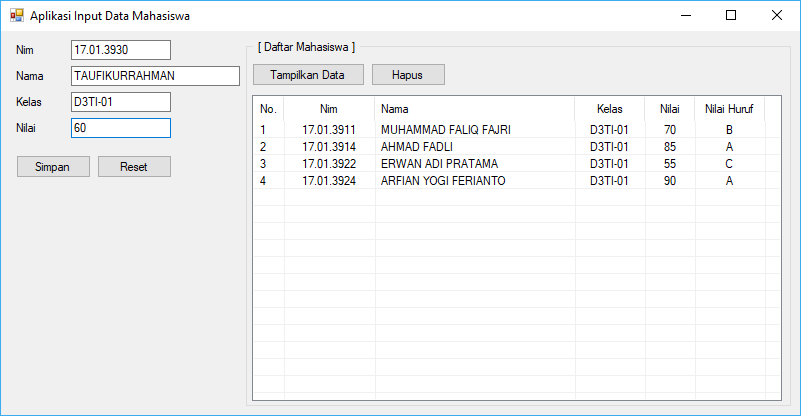 Aplikasi Input Data Mahasiswa
Nim 17.01.3930
Nama TAUFIKURRAHMAN
Kelas D3TI-01
Nilai 60
Simpan Reset
[ Daftar Mahasiswa ]
Tampilkan Data Hapus
No. Nim Nama Kelas Nilai Nilai Huruf
1 17.01.3911 MUHAMMAD FALIQ FAJRI D3TI-01 70 B
2 17.01.3914 AHMAD FADLI D3TI-01 85 A
3 17.01.3922 ERWAN ADI PRATAMA D3TI-01 55 C
4 17.01.3924 ARFIAN YOGI FERIANTO D3TI-01 90 A